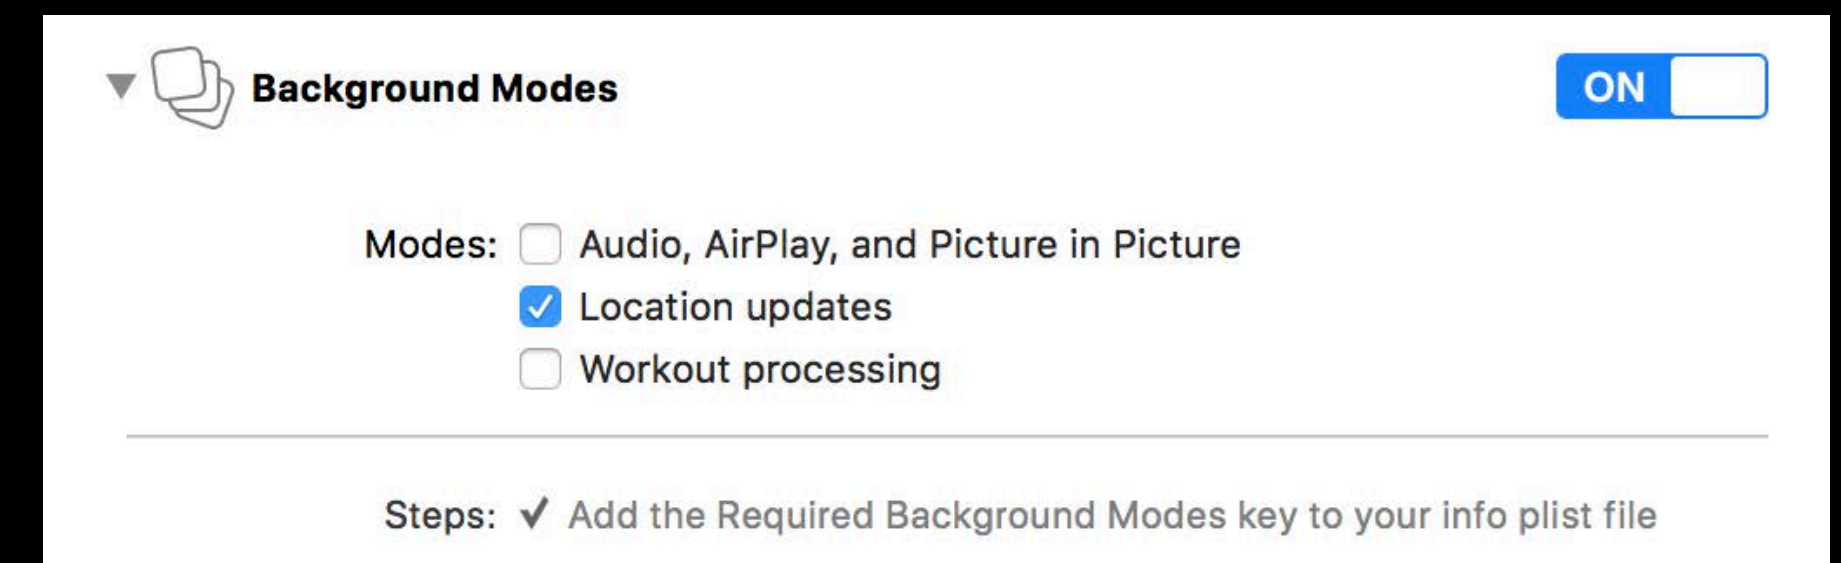 Background Modes
ON
Modes: Audio, AirPlay, and Picture in Picture
Location updates
Workout processing
Steps: ✓ Add the Required Background Modes key to your info plist file